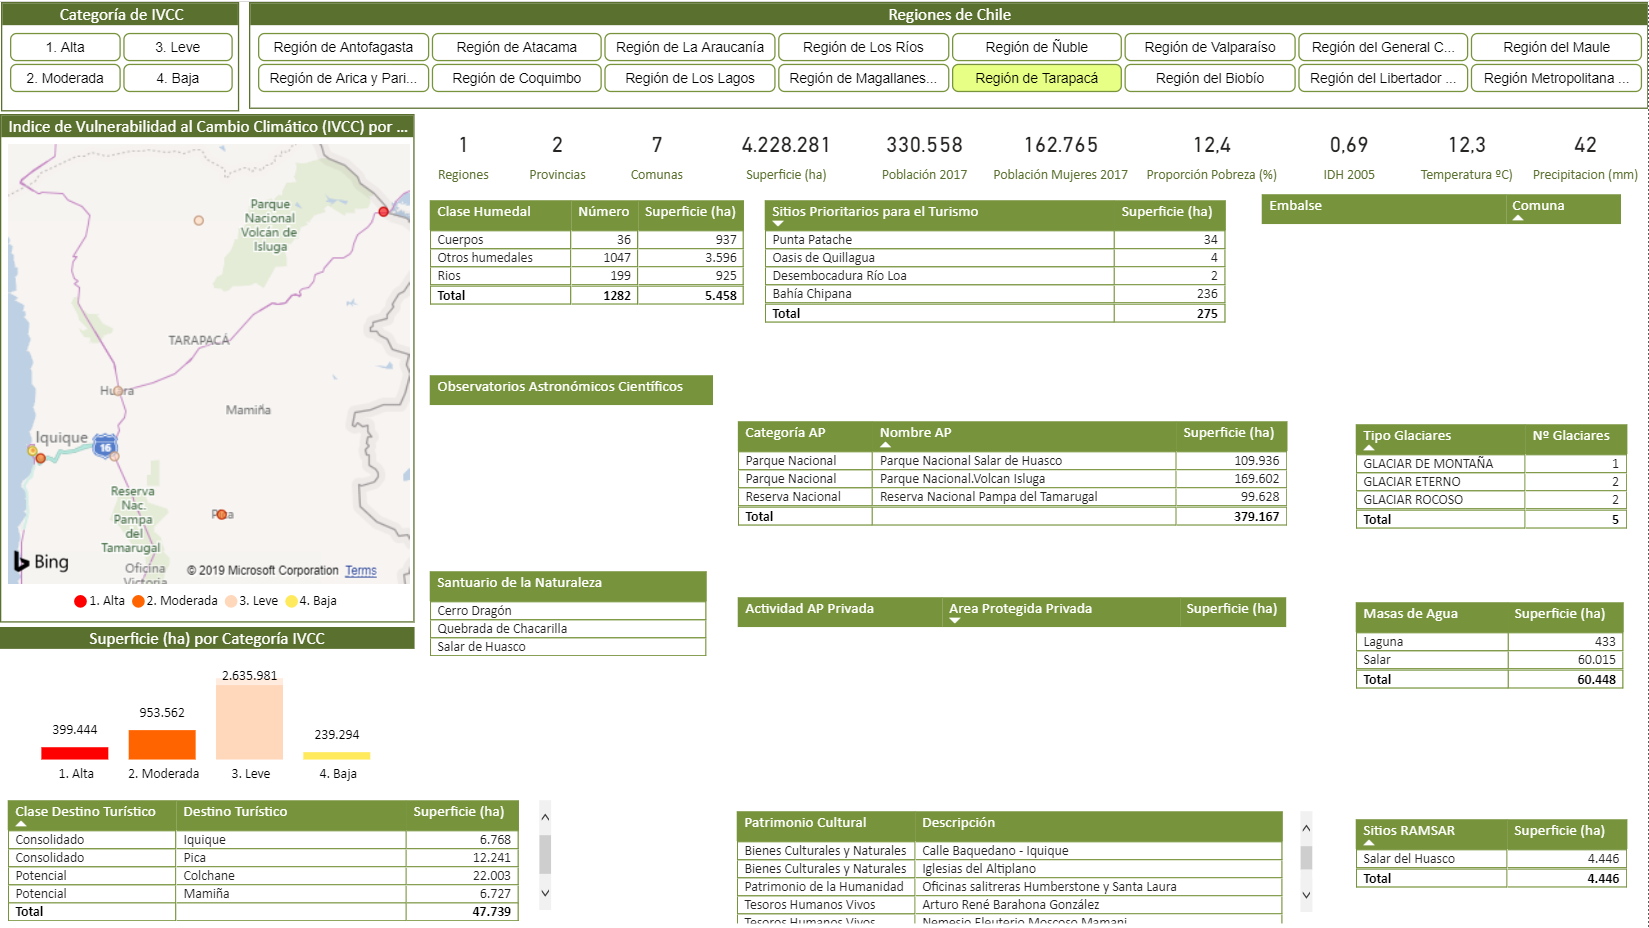 Categoría de IVCC
1. Alta
3. Leve
2. Moderada
4. Baja
Regiones de Chile
Región de Antofagasta
Región de Atacama
Región de La Araucanía
Región de Los Ríos
Región de Ñuble
Región de Valparaíso
Región del General C...
Región del Maule
Región de Arica y Pari...
Región de Coquimbo
Región de Los Lagos
Región de Magallanes...
Región de Tarapacá
Región del Biobío
Región del Libertador ...
Región Metropolitana ...
Indice de Vulnerabilidad al Cambio Climático (IVCC) por ...
Parque
Nacional
Volcán de
Isluga
TARAPACÁ
Huara
Mamiña
Iquique
16
Pica
Reserva
Nac.
Pampa
del
Tamarugal
Oficina
Victoria
Bing
© 2019 Microsoft Corporation Terms
1. Alta 2. Moderada 3. Leve 4. Baja
1 2 7 4.228.281 330.558 162.765 12,4 0,69 12,3 42
Regiones Provincias Comunas Superficie (ha) Población 2017 Población Mujeres 2017 Proporción Pobreza (%) IDH 2005 Temperatura ºC) Precipitacion (mm)
Clase Humedal Número Superficie (ha)
Cuerpos 36 937
Otros humedales 1047 3.596
Rios 199 925
Total 1282 5.458
Sitios Prioritarios para el Turismo Superficie (ha)
Punta Patache 34
Oasis de Quillagua 4
Desembocadura Río Loa 2
Bahía Chipana 236
Total 275
Embalse Comuna
Observatorios Astronómicos Científicos
Categoría AP Nombre AP Superficie (ha)
Parque Nacional Parque Nacional Salar de Huasco 109.936
Parque Nacional Parque Nacional.Volcan Isluga 169.602
Reserva Nacional Reserva Nacional Pampa del Tamarugal 99.628
Total 379.167
Tipo Glaciares Nº Glaciares
GLACIAR DE MONTAÑA 1
GLACIAR ETERNO 2
GLACIAR ROCOSO 2
Total 5
Santuario de la Naturaleza
Cerro Dragón
Quebrada de Chacarilla
Salar de Huasco
Actividad AP Privada Area Protegida Privada Superficie (ha)
Masas de Agua Superficie (ha)
Laguna 433
Salar 60.015
Total 60.448
Superficie (ha) por Categoría IVCC
399.444
953.562
2.635.981
239.294
1. Alta 2. Moderada 3. Leve 4. Baja
Clase Destino Turístico Destino Turístico Superficie (ha)
Consolidado Iquique 6.768
Consolidado Pica 12.241
Potencial Colchane 22.003
Potencial Mamiña 6.727
Total 47.739
Patrimonio Cultural Descripción
Bienes Culturales y Naturales Calle Baquedano - Iquique
Bienes Culturales y Naturales Iglesias del Altiplano
Patrimonio de la Humanidad Oficinas salitreras Humberstone y Santa Laura
Tesoros Humanos Vivos Arturo René Barahona González
Tesoros Humanos Vivos Nemesio Eleuterio Moscoso Mamani
Sitios RAMSAR Superficie (ha)
Salar del Huasco 4.446
Total 4.446